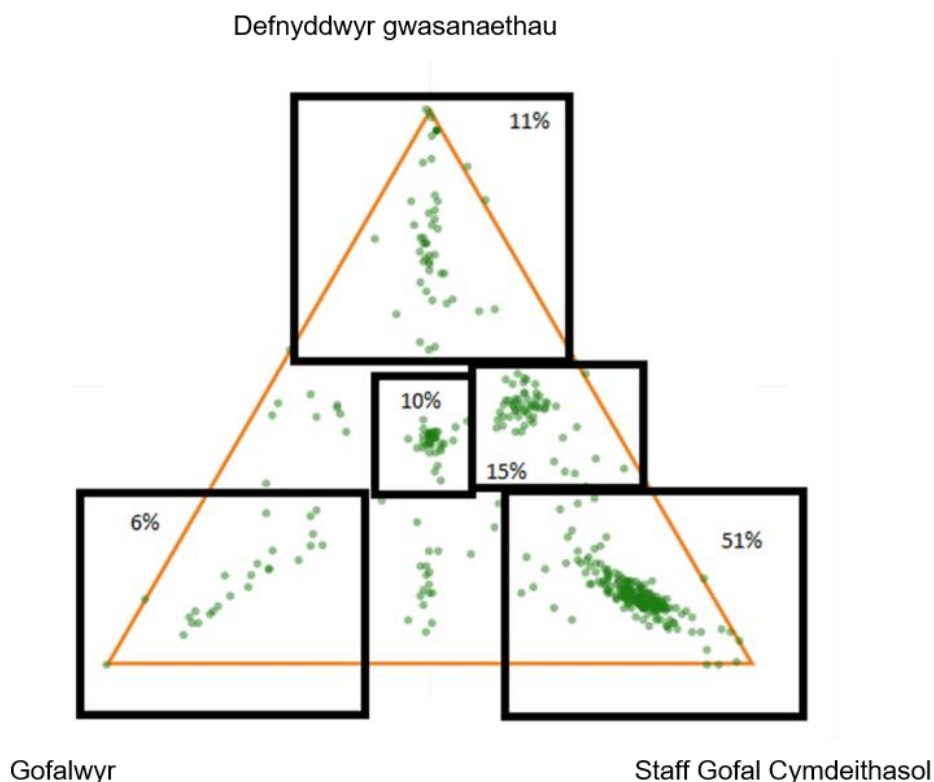 Defnyddwyr gwasanaethau
11%
10%
15%
6%
51%
Gofalwyr
Staff Gofal Cymdeithasol